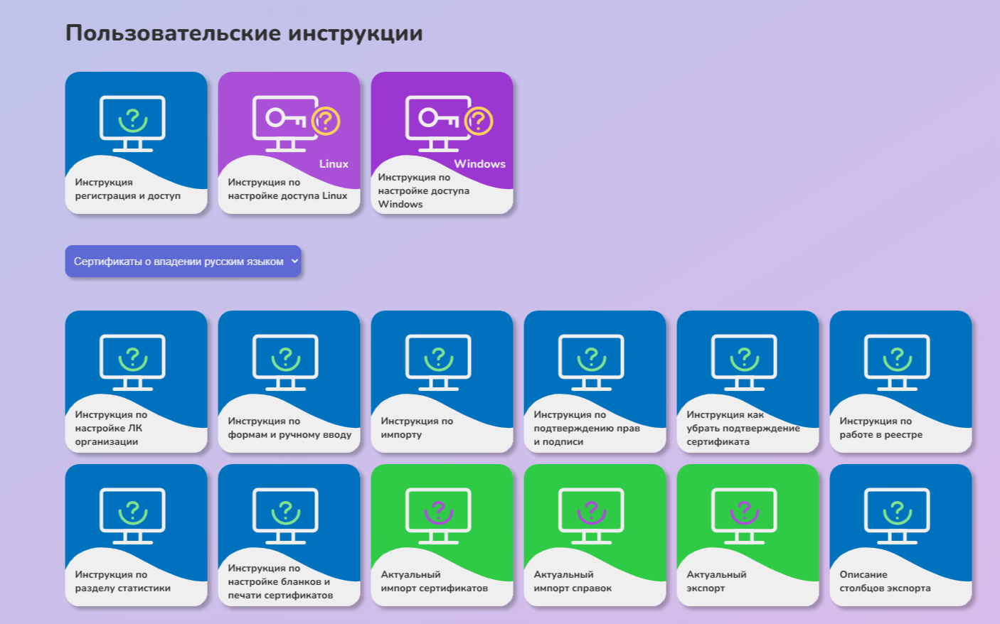 Пользовательские инструкции
Инструкция
регистрация и доступ
Linux
Инструкция по
настройке доступа Linux
Windows
Инструкция по
настройке доступа
Windows
Сертификаты о владении русским языком
Инструкция по
настройке ЛК
организации
Инструкция по
формам и ручному вводу
Инструкция по
импорту
Инструкция по
подтверждению прав
и подписи
Инструкция как
убрать подтверждение
сертификата
Инструкция по
работе в реестре
Инструкция по
разделу статистики
Инструкция по
настройке бланков и
печати сертификатов
Актуальный
импорт сертификатов
Актуальный
импорт справок
Актуальный
экспорт
Описание
столбцов экспорта